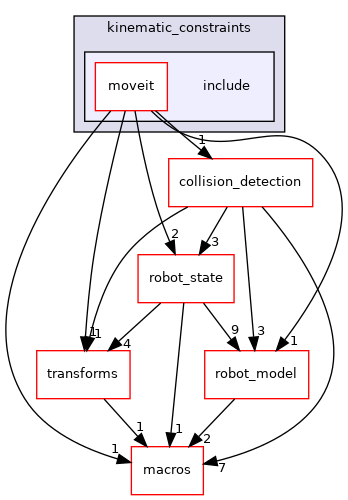 kinematic_constraints
moveit
include
1
collision_detection
2
3
robot_state
1
1
4
9
3
1
transforms
robot_model
1
1
1
2
7
macros